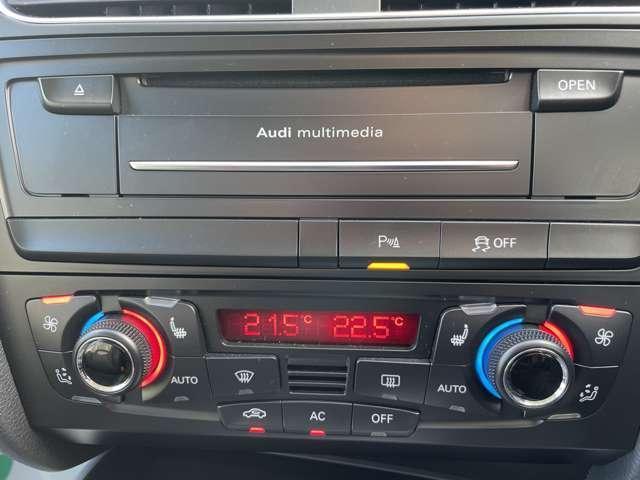 OPEN
Audi multimedia
P OFF
21.5°C 22.5°C
AUTO AUTO
AC OFF